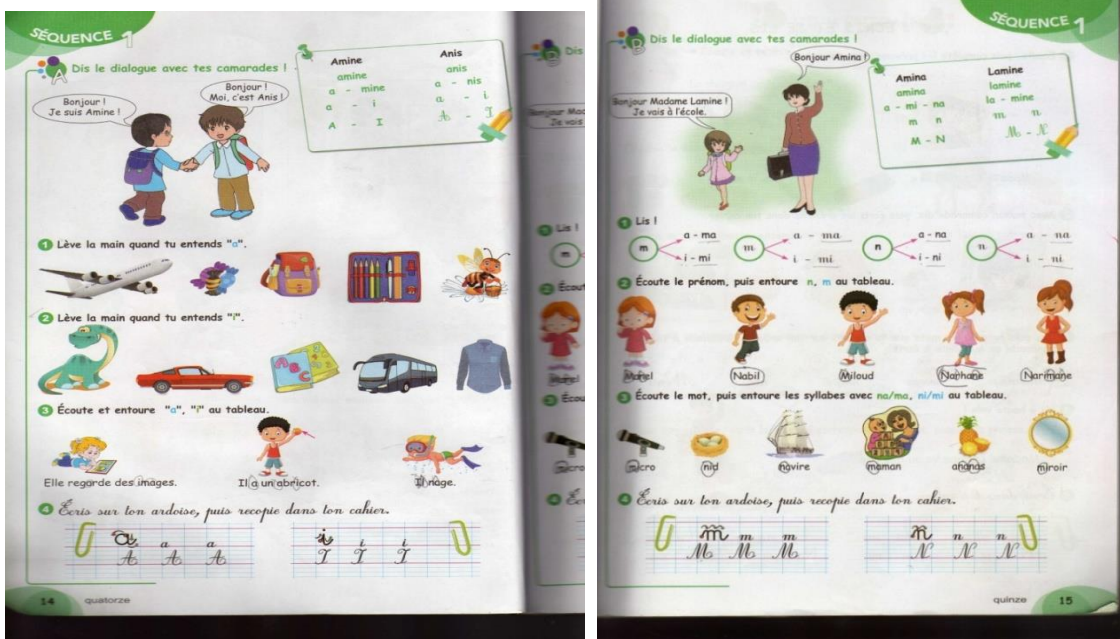 SÉQUENCE 1
A Dis le dialogue avec tes camarades !
Bonjour !
Je suis Amine !
Bonjour !
Moi, c'est Anis !
Amine Anis
amine anis
a - mine a - nis
a - i a - i
A - I A - I
1 Lève la main quand tu entends "a".
2 Lève la main quand tu entends "i".
3 Écoute et entoure "a", "i" au tableau.
Elle regarde des images. Il a un abricot. Il nage.
4 Écris sur ton ardoise, puis recopie dans ton cahier.
a a a i i i
A A A I I I
14 quatorze
SÉQUENCE 1
B Dis le dialogue avec tes camarades !
Bonjour Amina !
Bonjour Madame Lamine !
Je vais à l'école.
Amina Lamine
amina lamine
a - mi - na la - mine
m n m n
M - N M - N
1 Lis !
m a - ma m a - ma n a - na n a - na
i - mi i - mi i - ni i - ni
2 Écoute le prénom, puis entoure n, m au tableau.
Manel Nabil Miloud Narimane
3 Écoute le mot, puis entoure les syllabes avec na/ma, ni/mi au tableau.
micro nid navire maman ananas miroir
4 Écris sur ton ardoise, puis recopie dans ton cahier.
m m m n n n
M M M N N N
quinze 15